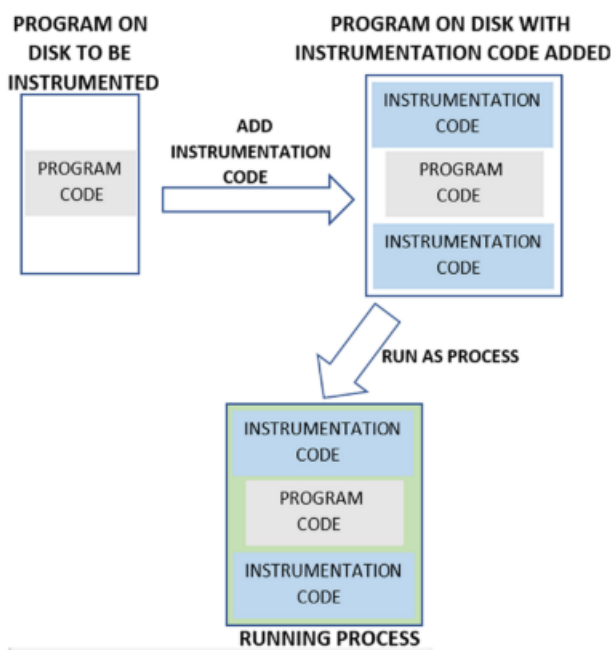 PROGRAM ON
DISK TO BE
INSTRUMENTED
PROGRAM
CODE
ADD
INSTRUMENTATION
CODE
PROGRAM ON DISK WITH
INSTRUMENTATION CODE ADDED
INSTRUMENTATION
CODE
PROGRAM
CODE
INSTRUMENTATION
CODE
RUN AS PROCESS
INSTRUMENTATION
CODE
PROGRAM
CODE
INSTRUMENTATION
CODE
RUNNING PROCESS